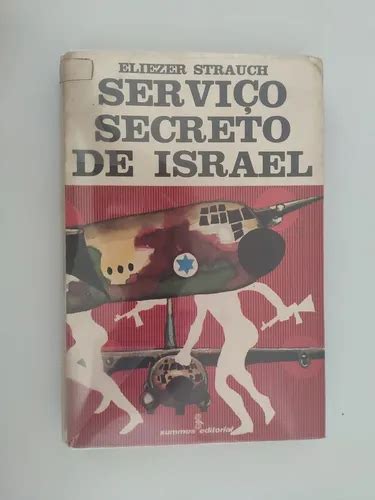 ELIEZER STRAUCH
SERVIÇO
SECRETO
DE ISRAEL
summus editorial